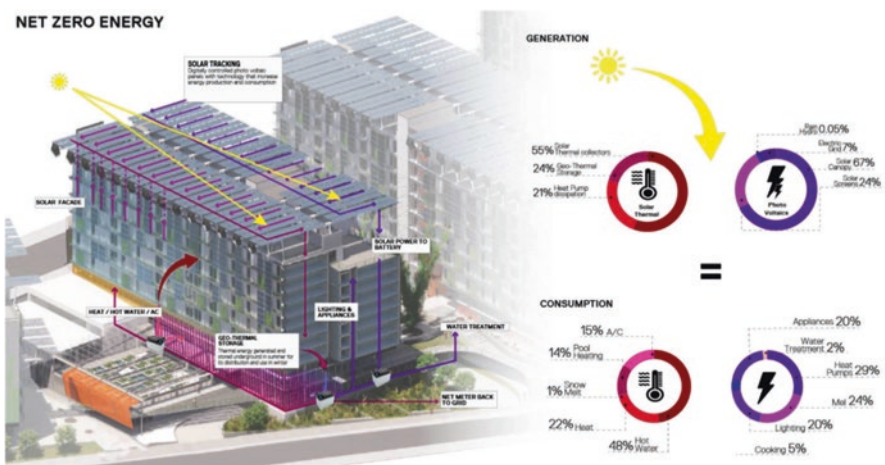 NET ZERO ENERGY
SOLAR TRACKING
Digitally controlled photo voltaic
panels with technology that increase
energy production and consumption
SOLAR FACADE
SOLAR POWER TO
BATTERY
HEAT / HOT WATER / AC
LIGHTING &
APPLIANCES
GEO-THERMAL
STORAGE
Thermal energy generated and
stored underground in summer for
its distribution and use in winter
WATER TREATMENT
NET METER BACK
TO GRID
GENERATION
55% Solar
Thermal collectors
24% Geo-Thermal
Storage
21% Heat Pump
dissipation
Solar
Thermal
0.05%
Electric
Grid 7%
Solar
Canopy 67%
Solar
Screens 24%
Photo
Voltaics
=
CONSUMPTION
15% A/C
14% Pool
Heating
1% Snow
Melt
22% Heat
48% Hot
Water
Appliances 20%
Water
Treatment 2%
Heat
Pumps 29%
Mel 24%
Lighting 20%
Cooking 5%